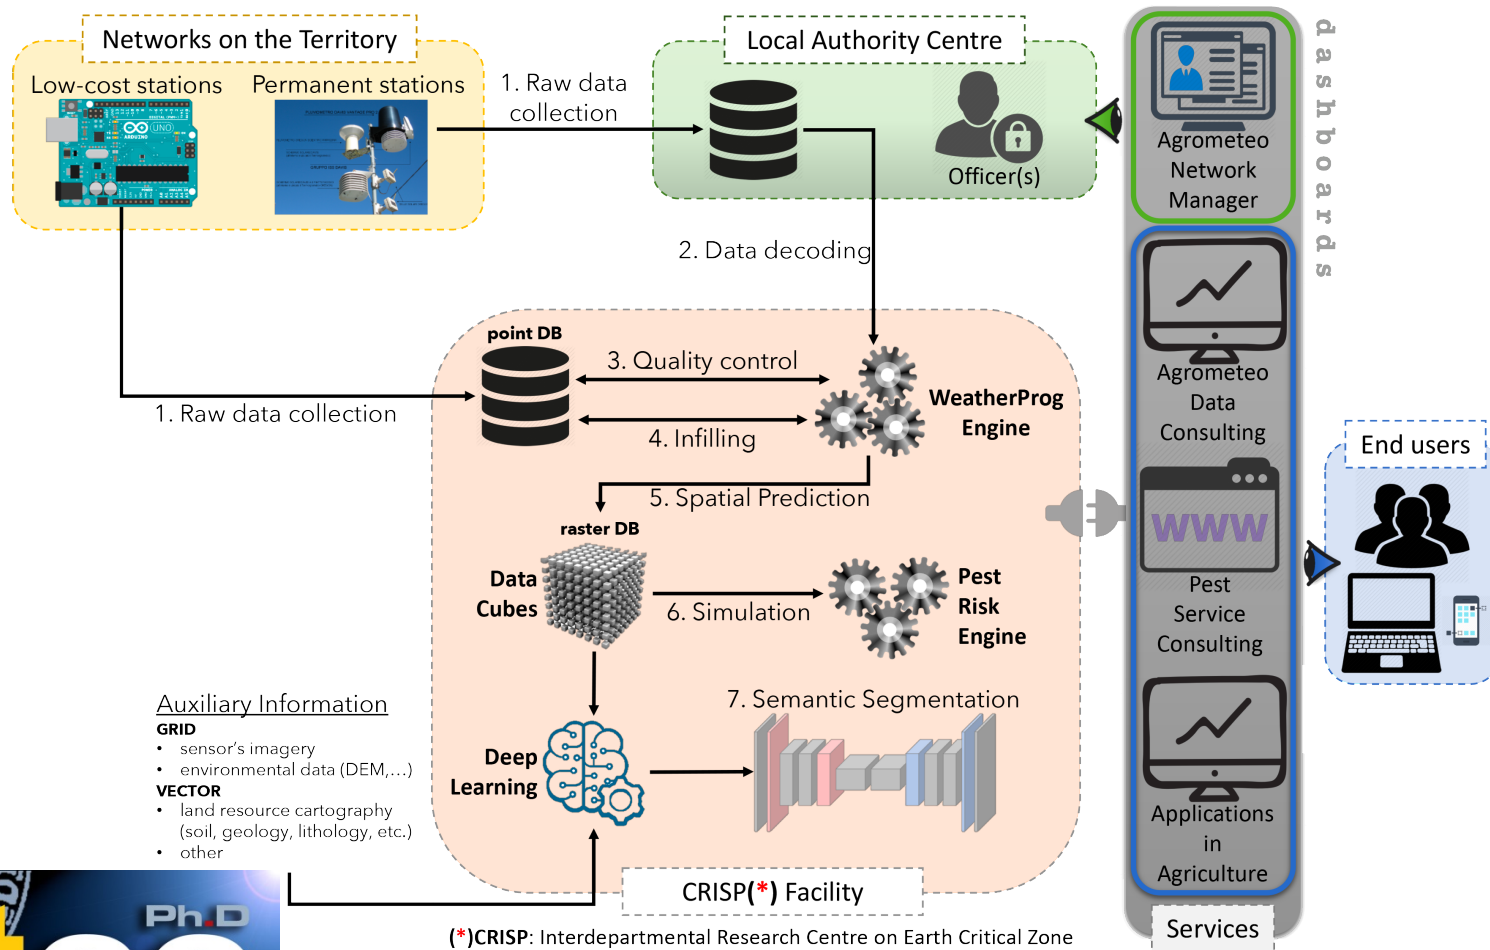 Networks on the Territory
Low-cost stations
Permanent stations
UNO
ARDUINO
1. Raw data
collection
Local Authority Centre
Officer(s)
2. Data decoding
1. Raw data collection
point DB
3. Quality control
4. Infilling
WeatherProg
Engine
5. Spatial Prediction
raster DB
Data
Cubes
6. Simulation
Pest
Risk
Engine
7. Semantic Segmentation
Deep
Learning
Auxiliary Information
GRID
• sensor's imagery
• environmental data (DEM,...)
VECTOR
• land resource cartography
(soil, geology, lithology, etc.)
• other
Ph.D
CRISP(*) Facility
(*)CRISP: Interdepartmental Research Centre on Earth Critical Zone
dashboards
Agrometeo
Network
Manager
Agrometeo
Data
Consulting
WWW
Pest
Service
Consulting
Applications
in
Agriculture
Services
End users